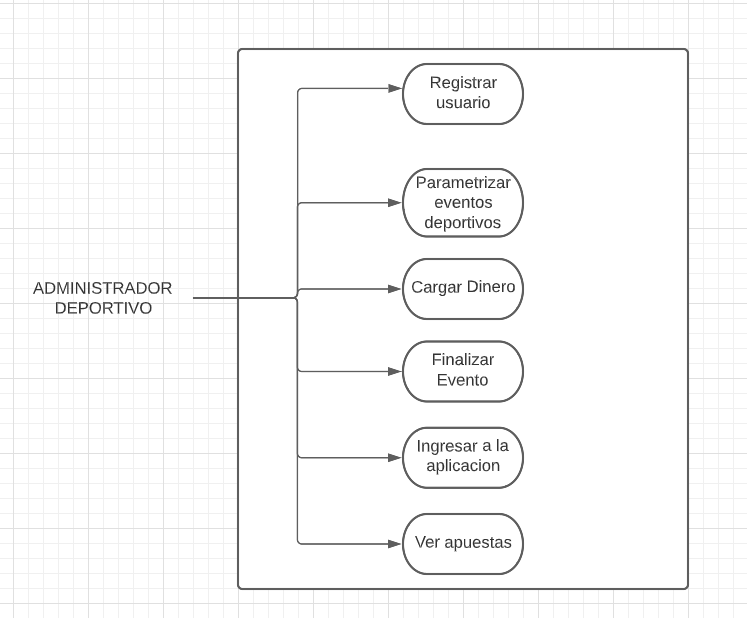 Registrar
usuario
Parametrizar
eventos
deportivos
ADMINISTRADOR
DEPORTIVO
Cargar Dinero
Finalizar
Evento
Ingresar a la
aplicacion
Ver apuestas